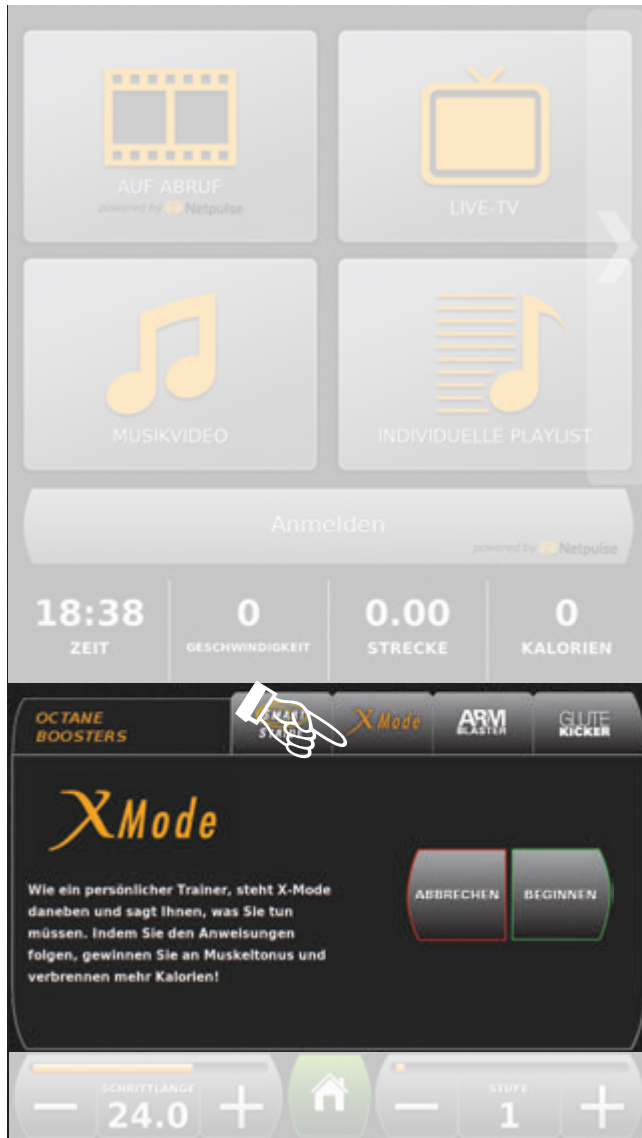 AUF ABRUF
powered by Netpulse
LIVE-TV
MUSIKVIDEO
INDIVIDUELLE PLAYLIST
Anmelden
powered by Netpulse
18:38
ZEIT
0
GESCHWINDIGKEIT
0.00
STRECKE
0
KALORIEN
OCTANE
BOOSTERS
SMART
X Mode
ARM
BLASTER
GLUTE
KICKER
XMode
Wie ein persönlicher Trainer, steht X-Mode
daneben und sagt Ihnen, was Sie tun
müssen. Indem Sie den Anweisungen
folgen, gewinnen Sie an Muskeltonus und
verbrennen mehr Kalorien!
ABBRECHEN
BEGINNEN
SCHRITTLÄNGE
− 24.0 +
STUFE
− 1 +